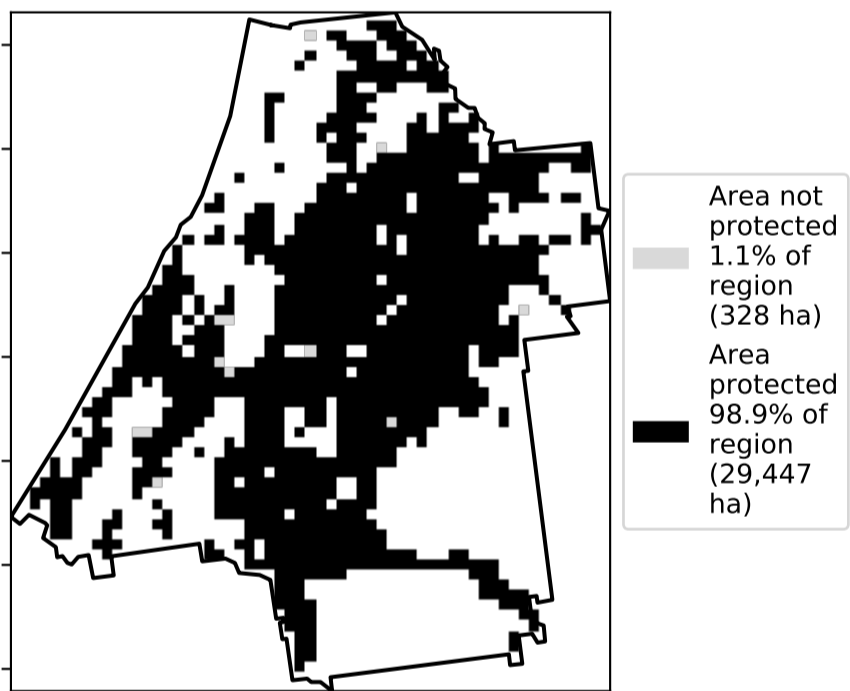 Area not
protected
1.1% of
region
(328 ha)
Area
protected
98.9% of
region
(29,447
ha)